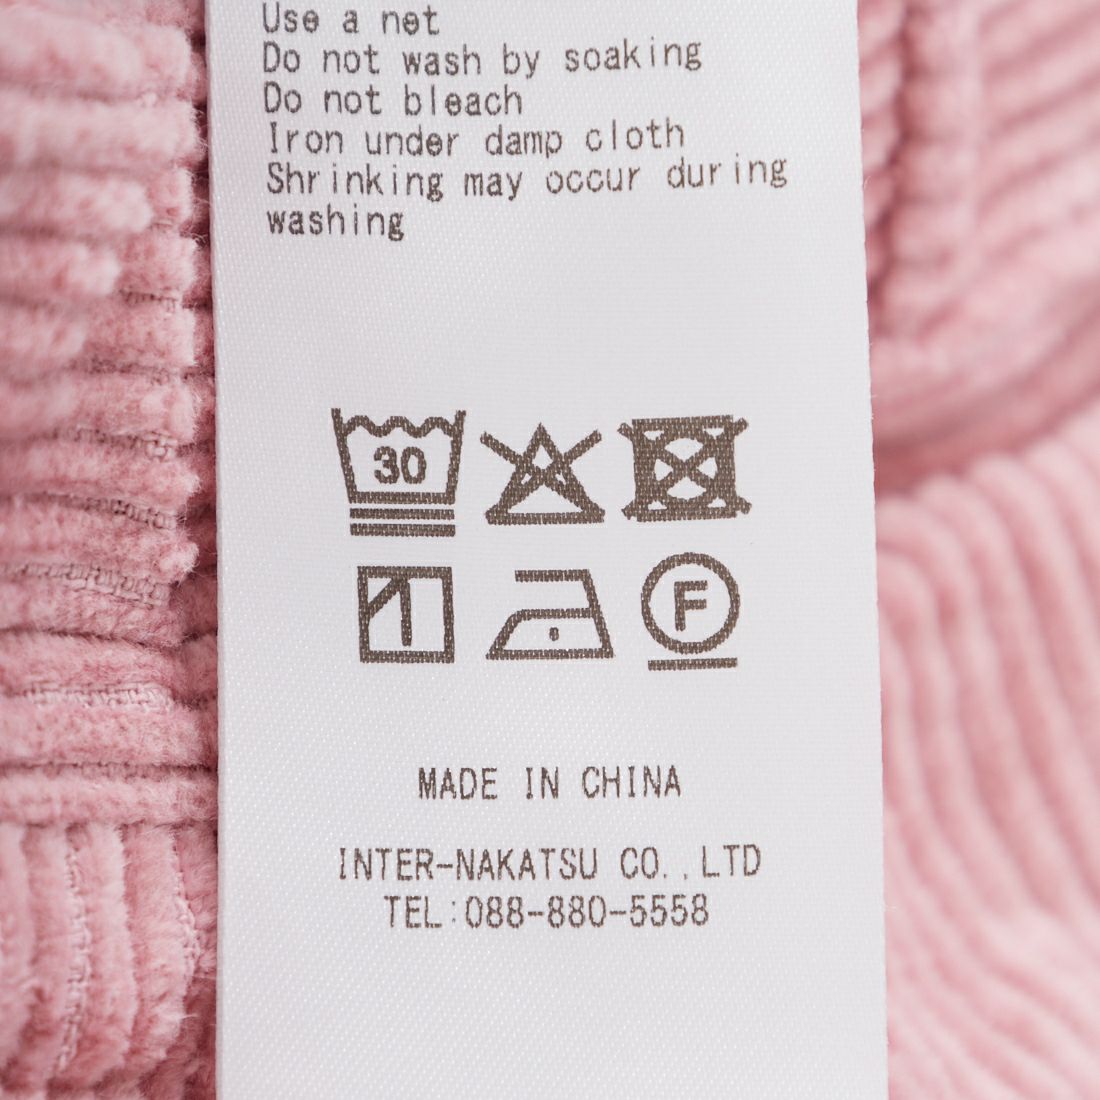 Use a net
Do not wash by soaking
Do not bleach
Iron under damp cloth
Shrinking may occur during
washing
30
F
MADE IN CHINA
INTER-NAKATSU CO.,LTD
TEL:088-880-5558